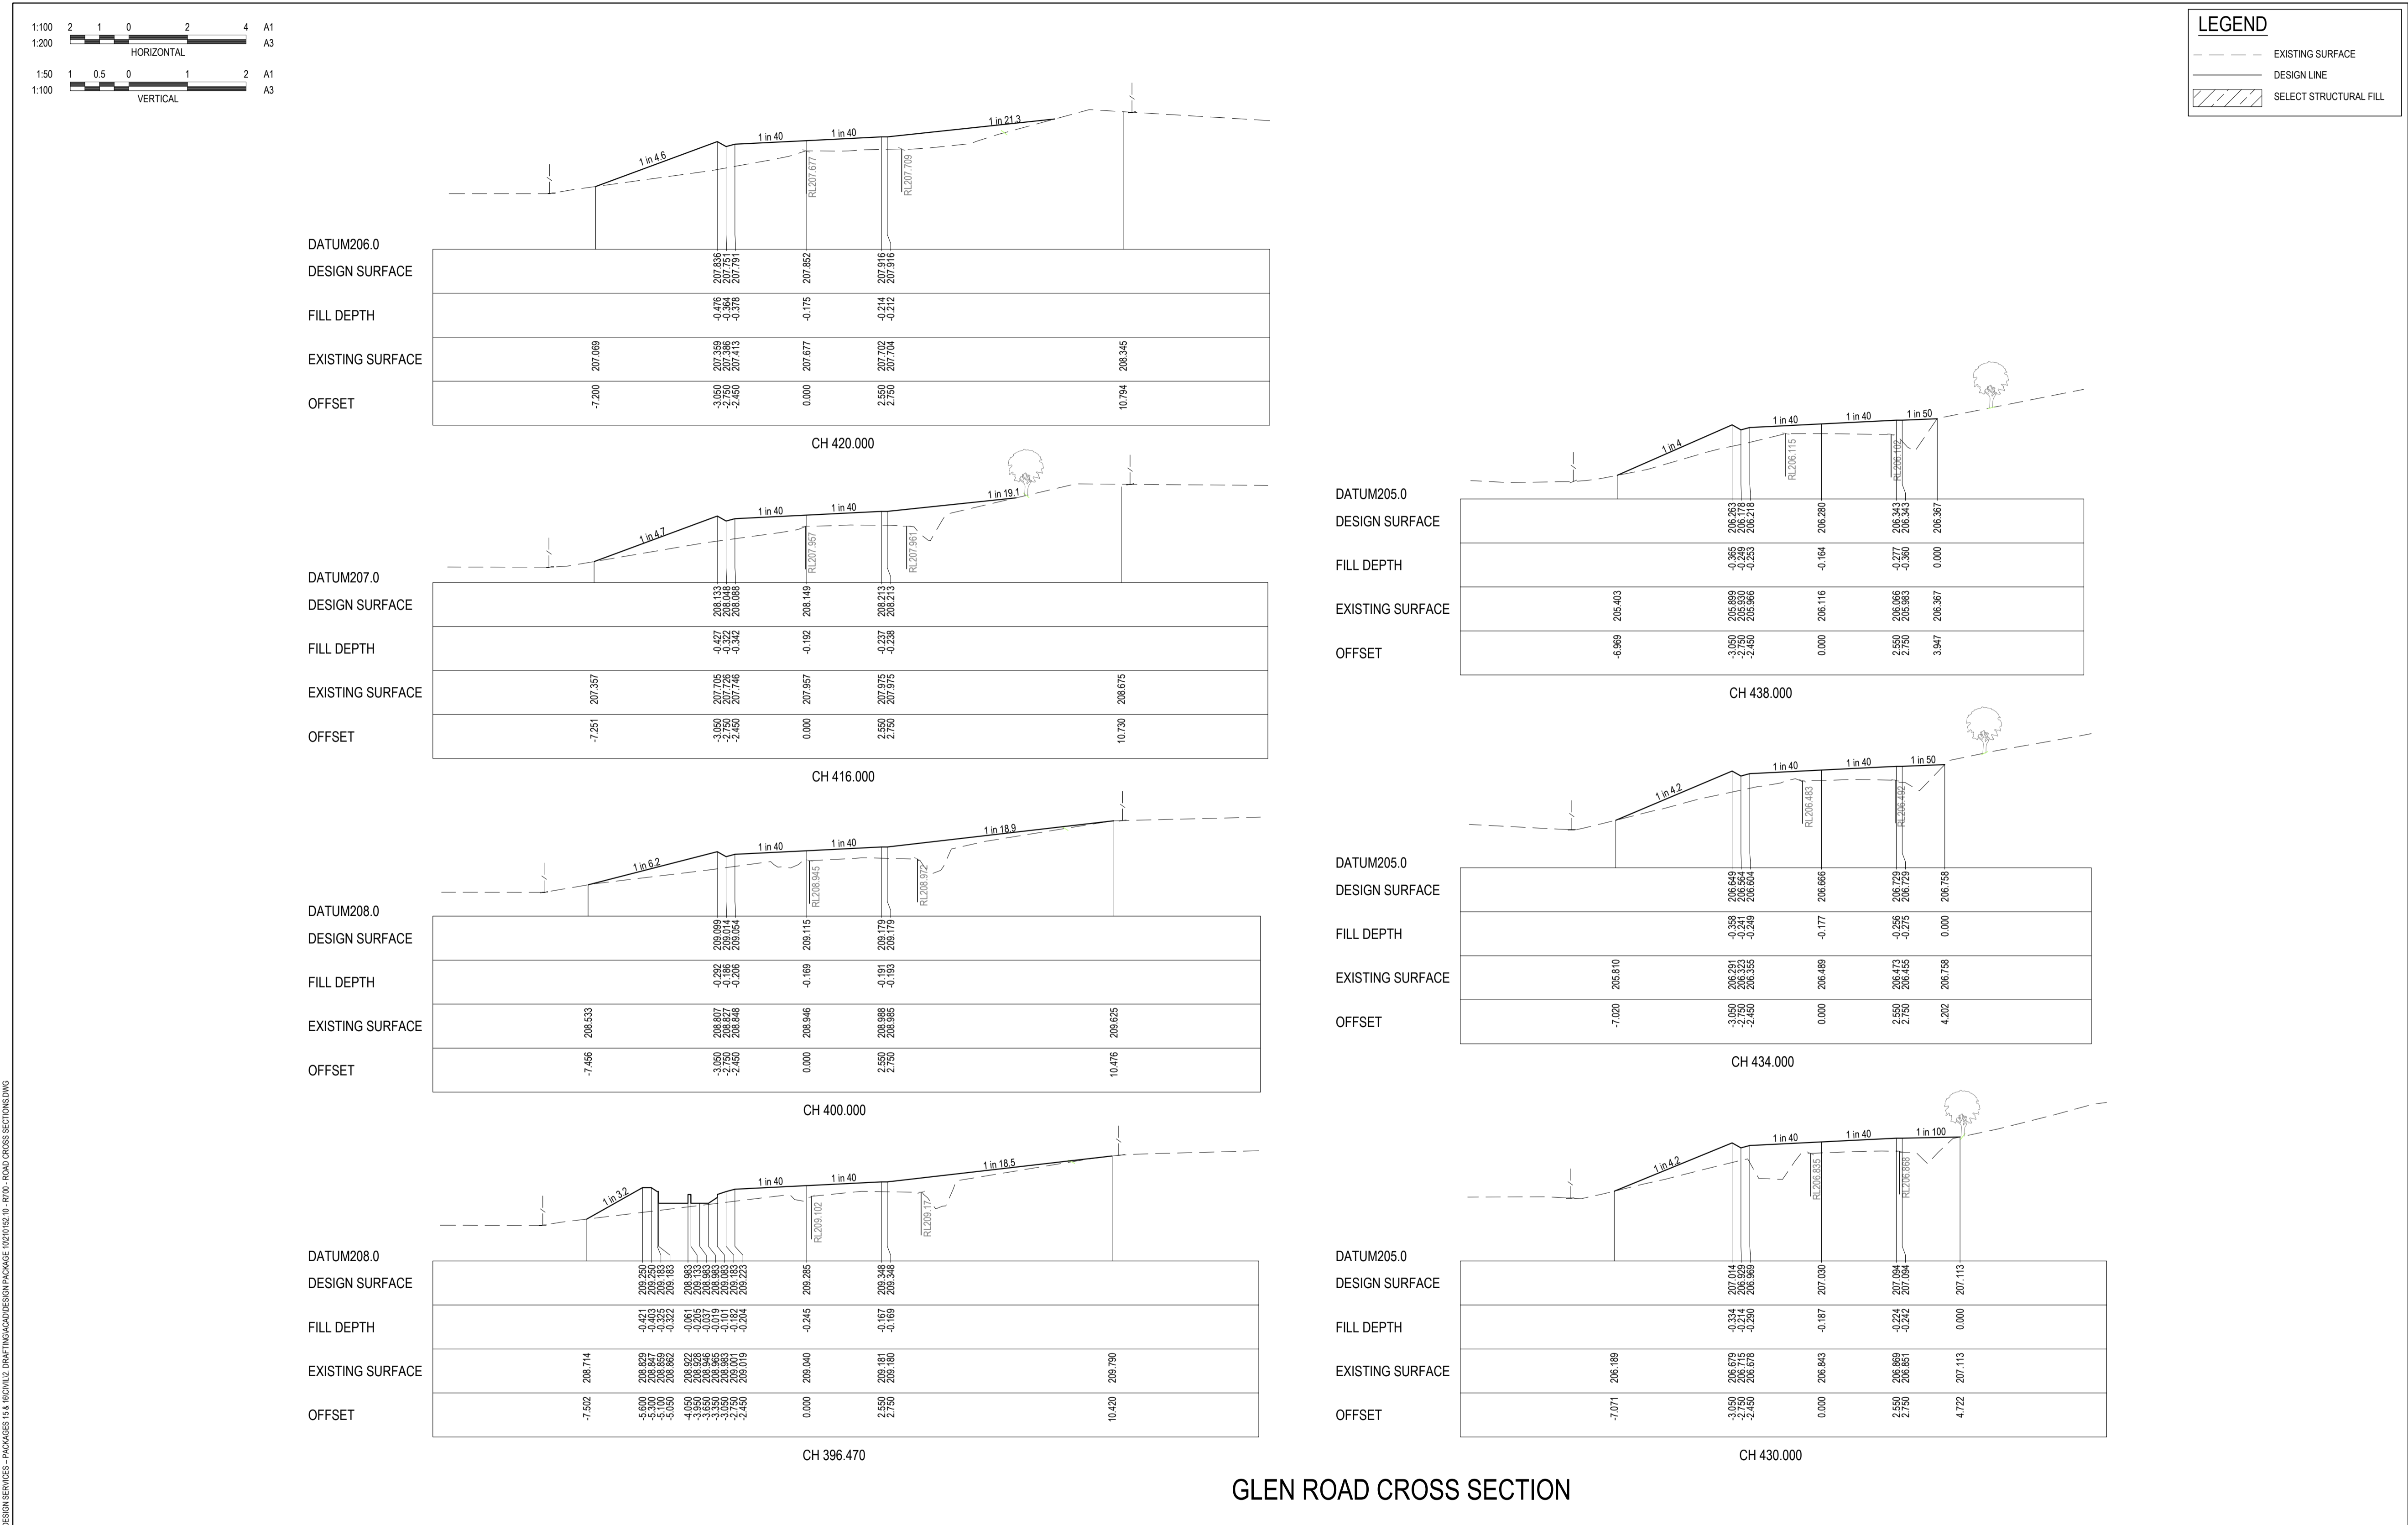 1:100 2 1 0 2 4 A1
1:200 A3
HORIZONTAL
1:50 1 0.5 0 1 2 A1
1:100 A3
VERTICAL
LEGEND
EXISTING SURFACE
DESIGN LINE
SELECT STRUCTURAL FILL
1 in 4.6 1 in 40 1 in 40 1 in 21.3
RL207.677 RL207.709
DATUM206.0
DESIGN SURFACE 207.836 207.751 207.791 207.852 207.916 207.916
FILL DEPTH -0.476 -0.364 -0.378 -0.175 -0.214 -0.212
EXISTING SURFACE 207.069 207.359 207.386 207.413 207.677 207.702 207.704 208.345
OFFSET -7.200 -3.050 -2.750 -2.450 0.000 2.550 2.750 10.794
CH 420.000
1 in 4.7 1 in 40 1 in 40 1 in 19.1
RL207.957 RL207.961
DATUM207.0
DESIGN SURFACE 208.133 208.048 208.088 208.149 208.213 208.213
FILL DEPTH -0.427 -0.322 -0.342 -0.192 -0.237 -0.238
EXISTING SURFACE 207.357 207.705 207.726 207.746 207.957 207.975 207.975 208.675
OFFSET -7.251 -3.050 -2.750 -2.450 0.000 2.550 2.750 10.730
CH 416.000
1 in 6.2 1 in 40 1 in 40 1 in 18.9
RL208.945 RL208.972
DATUM208.0
DESIGN SURFACE 209.099 209.014 209.054 209.115 209.179 209.179
FILL DEPTH -0.292 -0.186 -0.206 -0.169 -0.191 -0.193
EXISTING SURFACE 208.533 208.807 208.827 208.848 208.946 208.988 208.985 209.625
OFFSET -7.456 -3.050 -2.750 -2.450 0.000 2.550 2.750 10.476
CH 400.000
1 in 3.2 1 in 40 1 in 40 1 in 18.5
RL209.102 RL209.17
DATUM208.0
DESIGN SURFACE 209.250 209.250 209.183 209.183 208.983 209.133 208.983 208.983 209.083 209.183 209.223 209.285 209.348 209.348
FILL DEPTH -0.421 -0.403 -0.325 -0.322 -0.061 -0.205 -0.037 -0.019 -0.101 -0.182 -0.204 -0.245 -0.167 -0.169
EXISTING SURFACE 208.714 208.829 208.847 208.859 208.862 208.922 208.928 208.946 208.965 208.983 209.001 209.019 209.040 209.181 209.180 209.790
OFFSET -7.502 -5.600 -5.300 -5.100 -5.050 -4.050 -3.950 -3.650 -3.350 -3.050 -2.750 -2.450 0.000 2.550 2.750 10.420
CH 396.470
1 in 4 1 in 40 1 in 40 1 in 50
RL206.115 RL206.102
DATUM205.0
DESIGN SURFACE 206.263 206.178 206.218 206.280 206.343 206.343 206.367
FILL DEPTH -0.365 -0.249 -0.253 -0.164 -0.277 -0.360 0.000
EXISTING SURFACE 205.403 205.899 205.930 205.966 206.116 206.066 205.983 206.367
OFFSET -6.969 -3.050 -2.750 -2.450 0.000 2.550 2.750 3.947
CH 438.000
1 in 4.2 1 in 40 1 in 40 1 in 50
RL206.483 RL206.492
DATUM205.0
DESIGN SURFACE 206.649 206.564 206.604 206.666 206.729 206.729 206.758
FILL DEPTH -0.358 -0.241 -0.249 -0.177 -0.256 -0.275 0.000
EXISTING SURFACE 205.810 206.291 206.323 206.355 206.489 206.473 206.455 206.758
OFFSET -7.020 -3.050 -2.750 -2.450 0.000 2.550 2.750 4.202
CH 434.000
1 in 4.2 1 in 40 1 in 40 1 in 100
RL206.835 RL206.868
DATUM205.0
DESIGN SURFACE 207.014 206.929 206.969 207.030 207.094 207.094 207.113
FILL DEPTH -0.334 -0.214 -0.290 -0.187 -0.224 -0.242 0.000
EXISTING SURFACE 206.189 206.679 206.715 206.678 206.843 206.869 206.851 207.113
OFFSET -7.071 -3.050 -2.750 -2.450 0.000 2.550 2.750 4.722
CH 430.000
GLEN ROAD CROSS SECTION
DESIGN SERVICES – PACKAGES 15 & 16\CIVIL\2. DRAFTING\ACAD\DESIGN PACKAGE 10\210152.10 - R700 - ROAD CROSS SECTIONS.DWG